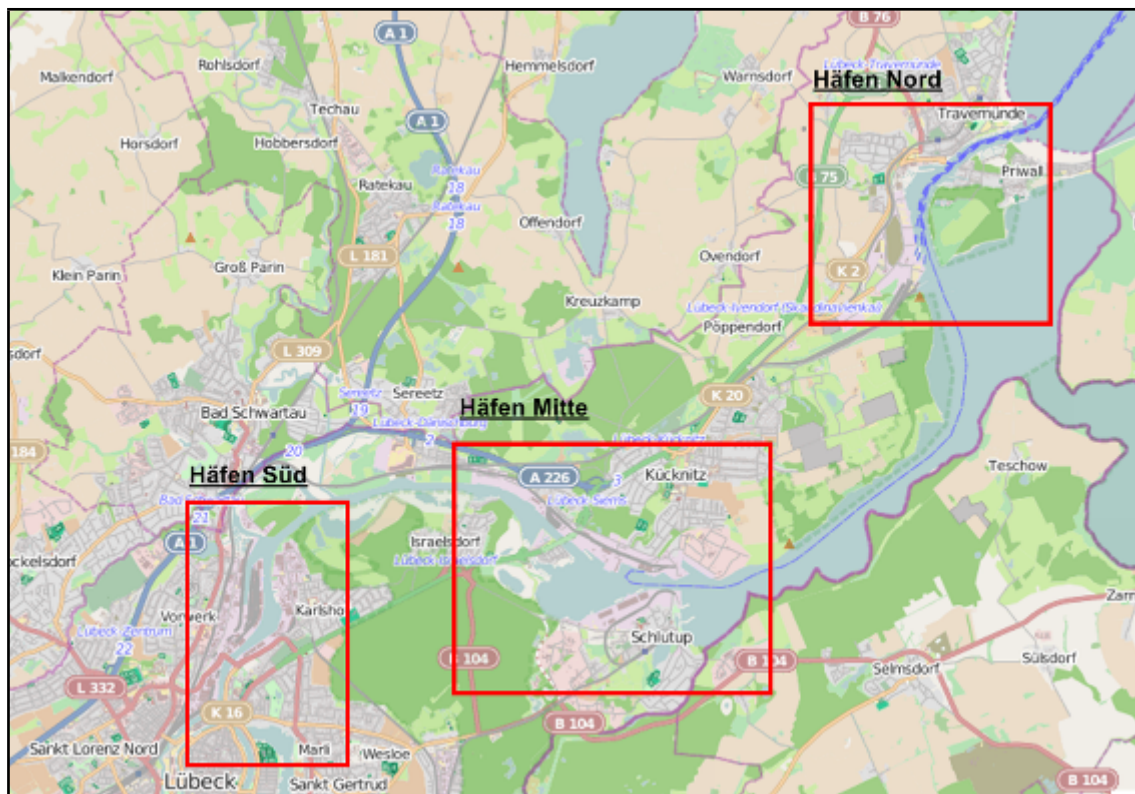 B 76
A 1
Rohlsdorf
Hemmelsdorf
Lübeck-Travemünde
Malkendorf
Warnsdorf
Häfen Nord
Techau
Travemünde
A 1
Horsdorf
Hobbersdorf
Ratekau
18
Priwall
B 75
Ratekau
Ratekau
18
Offendorf
L 181
Ovendorf
Klein Parin
Groß Parin
K 2
Kreuzkamp
Lübeck-Ivendorf (Skandinavienkai)
Pöppendorf
L 309
Sereetz
19
Sereetz
K 20
Bad Schwartau
Häfen Mitte
Lübeck-Dänischburg
2
Lübeck-Kücknitz
184
20
Häfen Süd
A 226
3
Kücknitz
Teschow
Lübeck Siems
21
A 1
Israelsdorf
Lübeck Israelsdorf
Vorwerk
Karlsho
Lübeck-Zentrum
22
Schlutup
B 104
B 104
Selmsdorf
Sülsdorf
L 332
K 16
B 104
Sankt Lorenz Nord
Marli
Wesloe
Lübeck
Sankt Gertrud
B 104